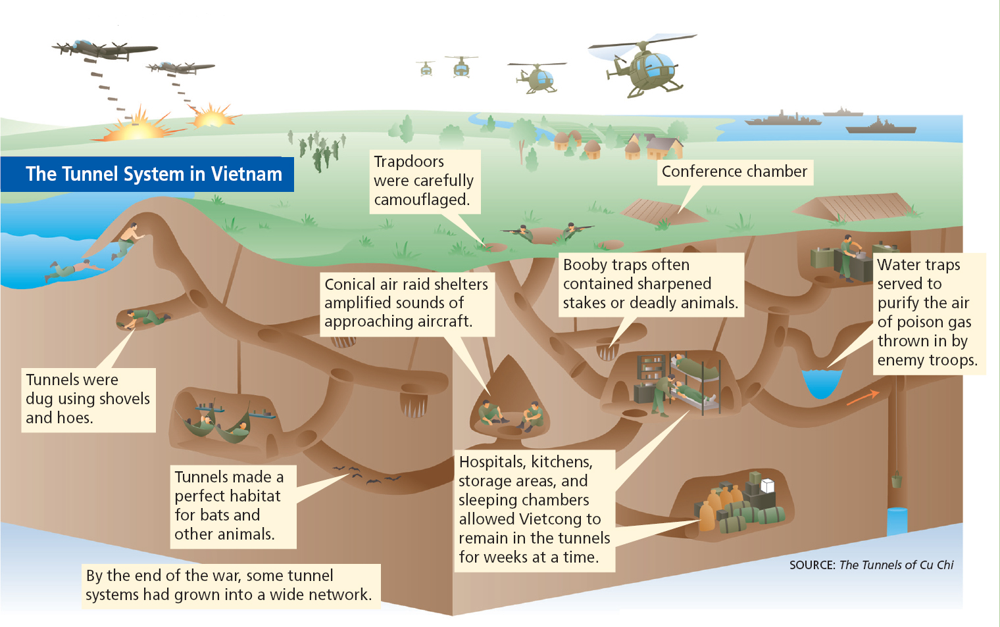 The Tunnel System in Vietnam
Trapdoors
were carefully
camouflaged.
Conference chamber
Conical air raid shelters
amplified sounds of
approaching aircraft.
Booby traps often
contained sharpened
stakes or deadly animals.
Water traps
served to
purify the air
of poison gas
thrown in by
enemy troops.
Tunnels were
dug using shovels
and hoes.
Tunnels made a
perfect habitat
for bats and
other animals.
Hospitals, kitchens,
storage areas, and
sleeping chambers
allowed Vietcong to
remain in the tunnels
for weeks at a time.
By the end of the war, some tunnel
systems had grown into a wide network.
SOURCE: The Tunnels of Cu Chi